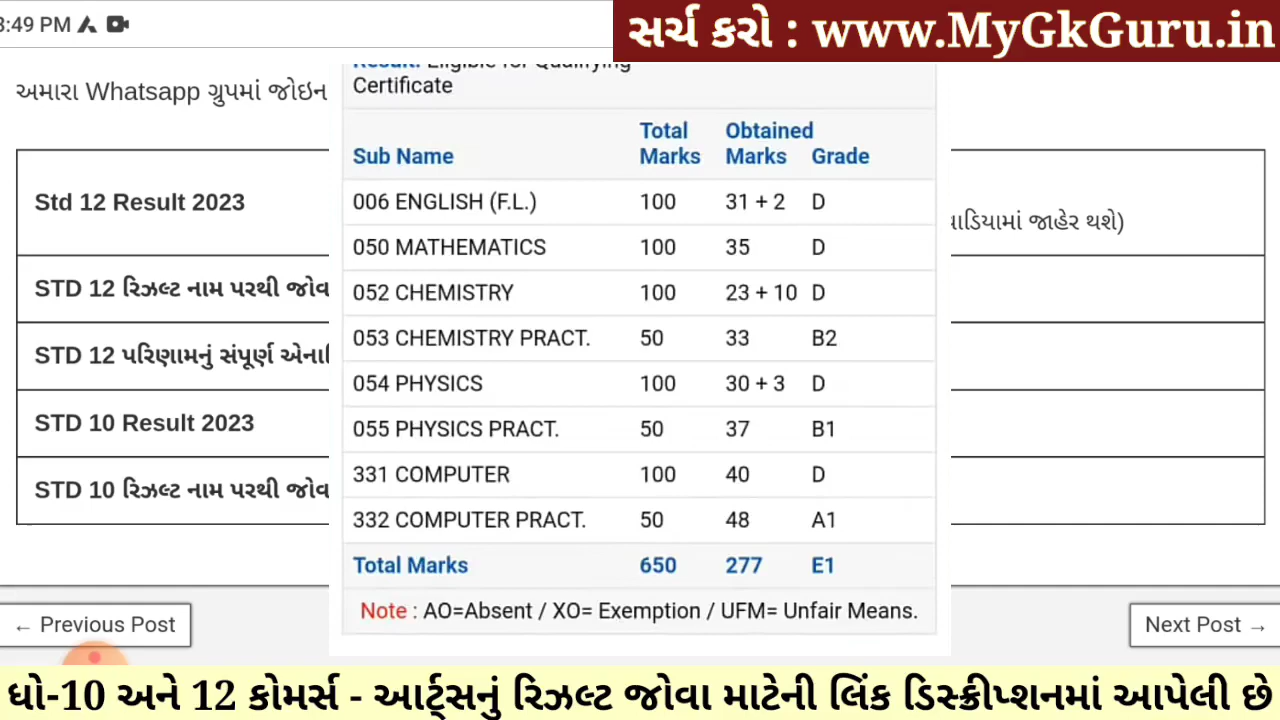 3:49 PM
સર્ચ કરો : www.MyGkGuru.in
અમારા Whatsapp ગ્રુપમાં જોઇન
Result: Eligible for Qualifying
Certificate
Sub Name Total Marks Obtained Marks Grade
006 ENGLISH (F.L.) 100 31 + 2 D
050 MATHEMATICS 100 35 D
052 CHEMISTRY 100 23 + 10 D
053 CHEMISTRY PRACT. 50 33 B2
054 PHYSICS 100 30 + 3 D
055 PHYSICS PRACT. 50 37 B1
331 COMPUTER 100 40 D
332 COMPUTER PRACT. 50 48 A1
Total Marks 650 277 E1
Note : AO=Absent / XO= Exemption / UFM= Unfair Means.
Std 12 Result 2023
જાહેર થશે)
STD 12 રિઝલ્ટ નામ પરથી
STD 12 પરિણામનું સંપૂર્ણ
STD 10 Result 2023
STD 10 રિઝલ્ટ નામ પરથી
← Previous Post
Next Post →
ધો-10 અને 12 કોમર્સ - આર્ટ્સનું રિઝલ્ટ જોવા માટેની લિંક ડિસ્ક્રીપ્શનમાં આપેલી છે